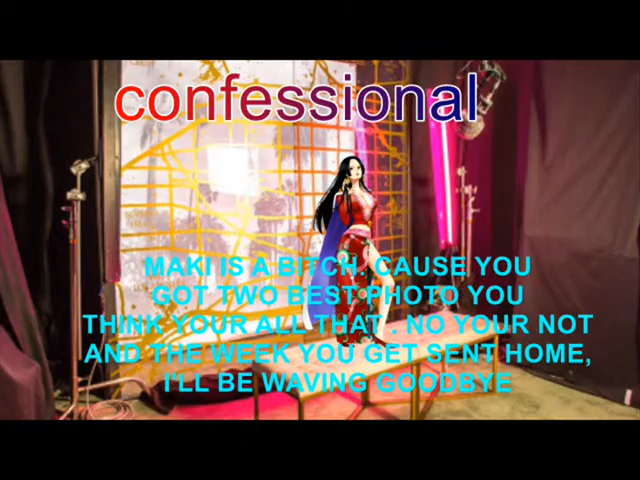 confessional
MAKI IS A BITCH. CAUSE YOU
GOT TWO BEST PHOTO YOU
THINK YOUR ALL THAT . NO YOUR NOT
AND THE WEEK YOU GET SENT HOME,
I'LL BE WAVING GOODBYE